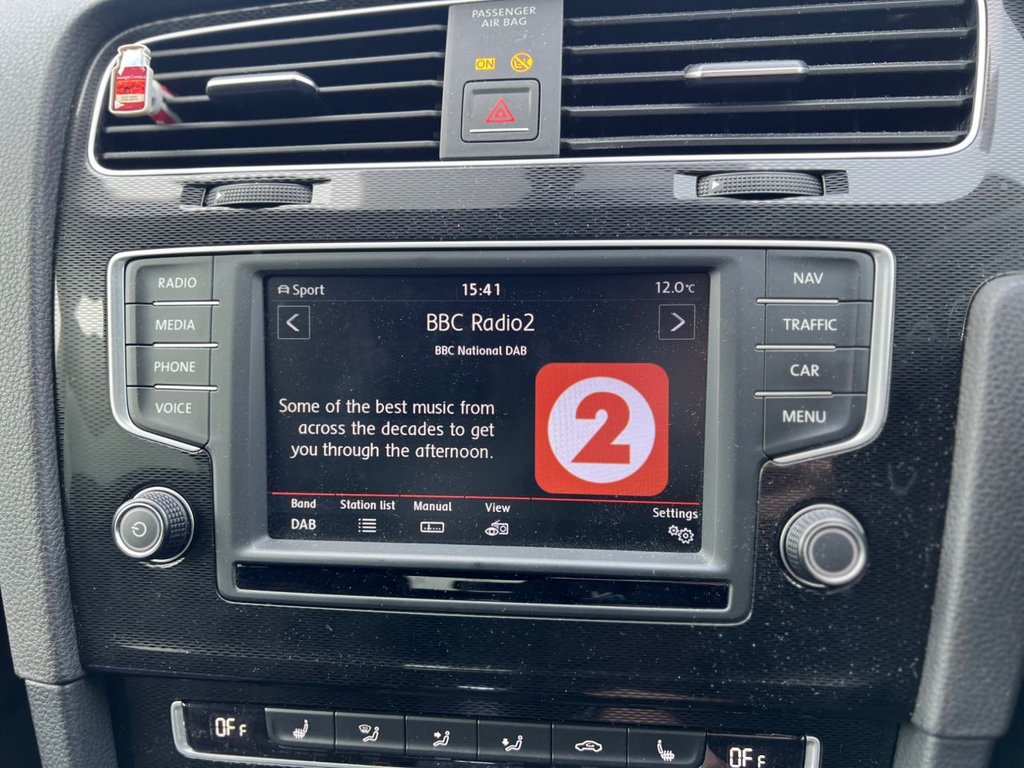 PASSENGER
AIR BAG
ON
RADIO
MEDIA
PHONE
VOICE
Sport
15:41
12.0°C
BBC Radio2
BBC National DAB
Some of the best music from
across the decades to get
you through the afternoon.
2
Band
DAB
Station list
Manual
View
Settings
NAV
TRAFFIC
CAR
MENU
OFF
OFF